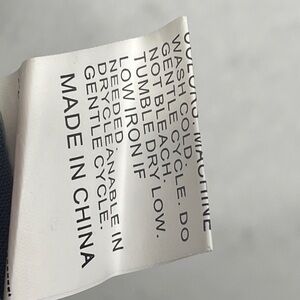 MACHINE
WASH COLD.
GENTLE CYCLE. DO
NOT BLEACH.
TUMBLE DRY LOW.
LOW IRON IF
NEEDED.
DRYCLEANABLE IN
GENTLE CYCLE.
MADE IN CHINA